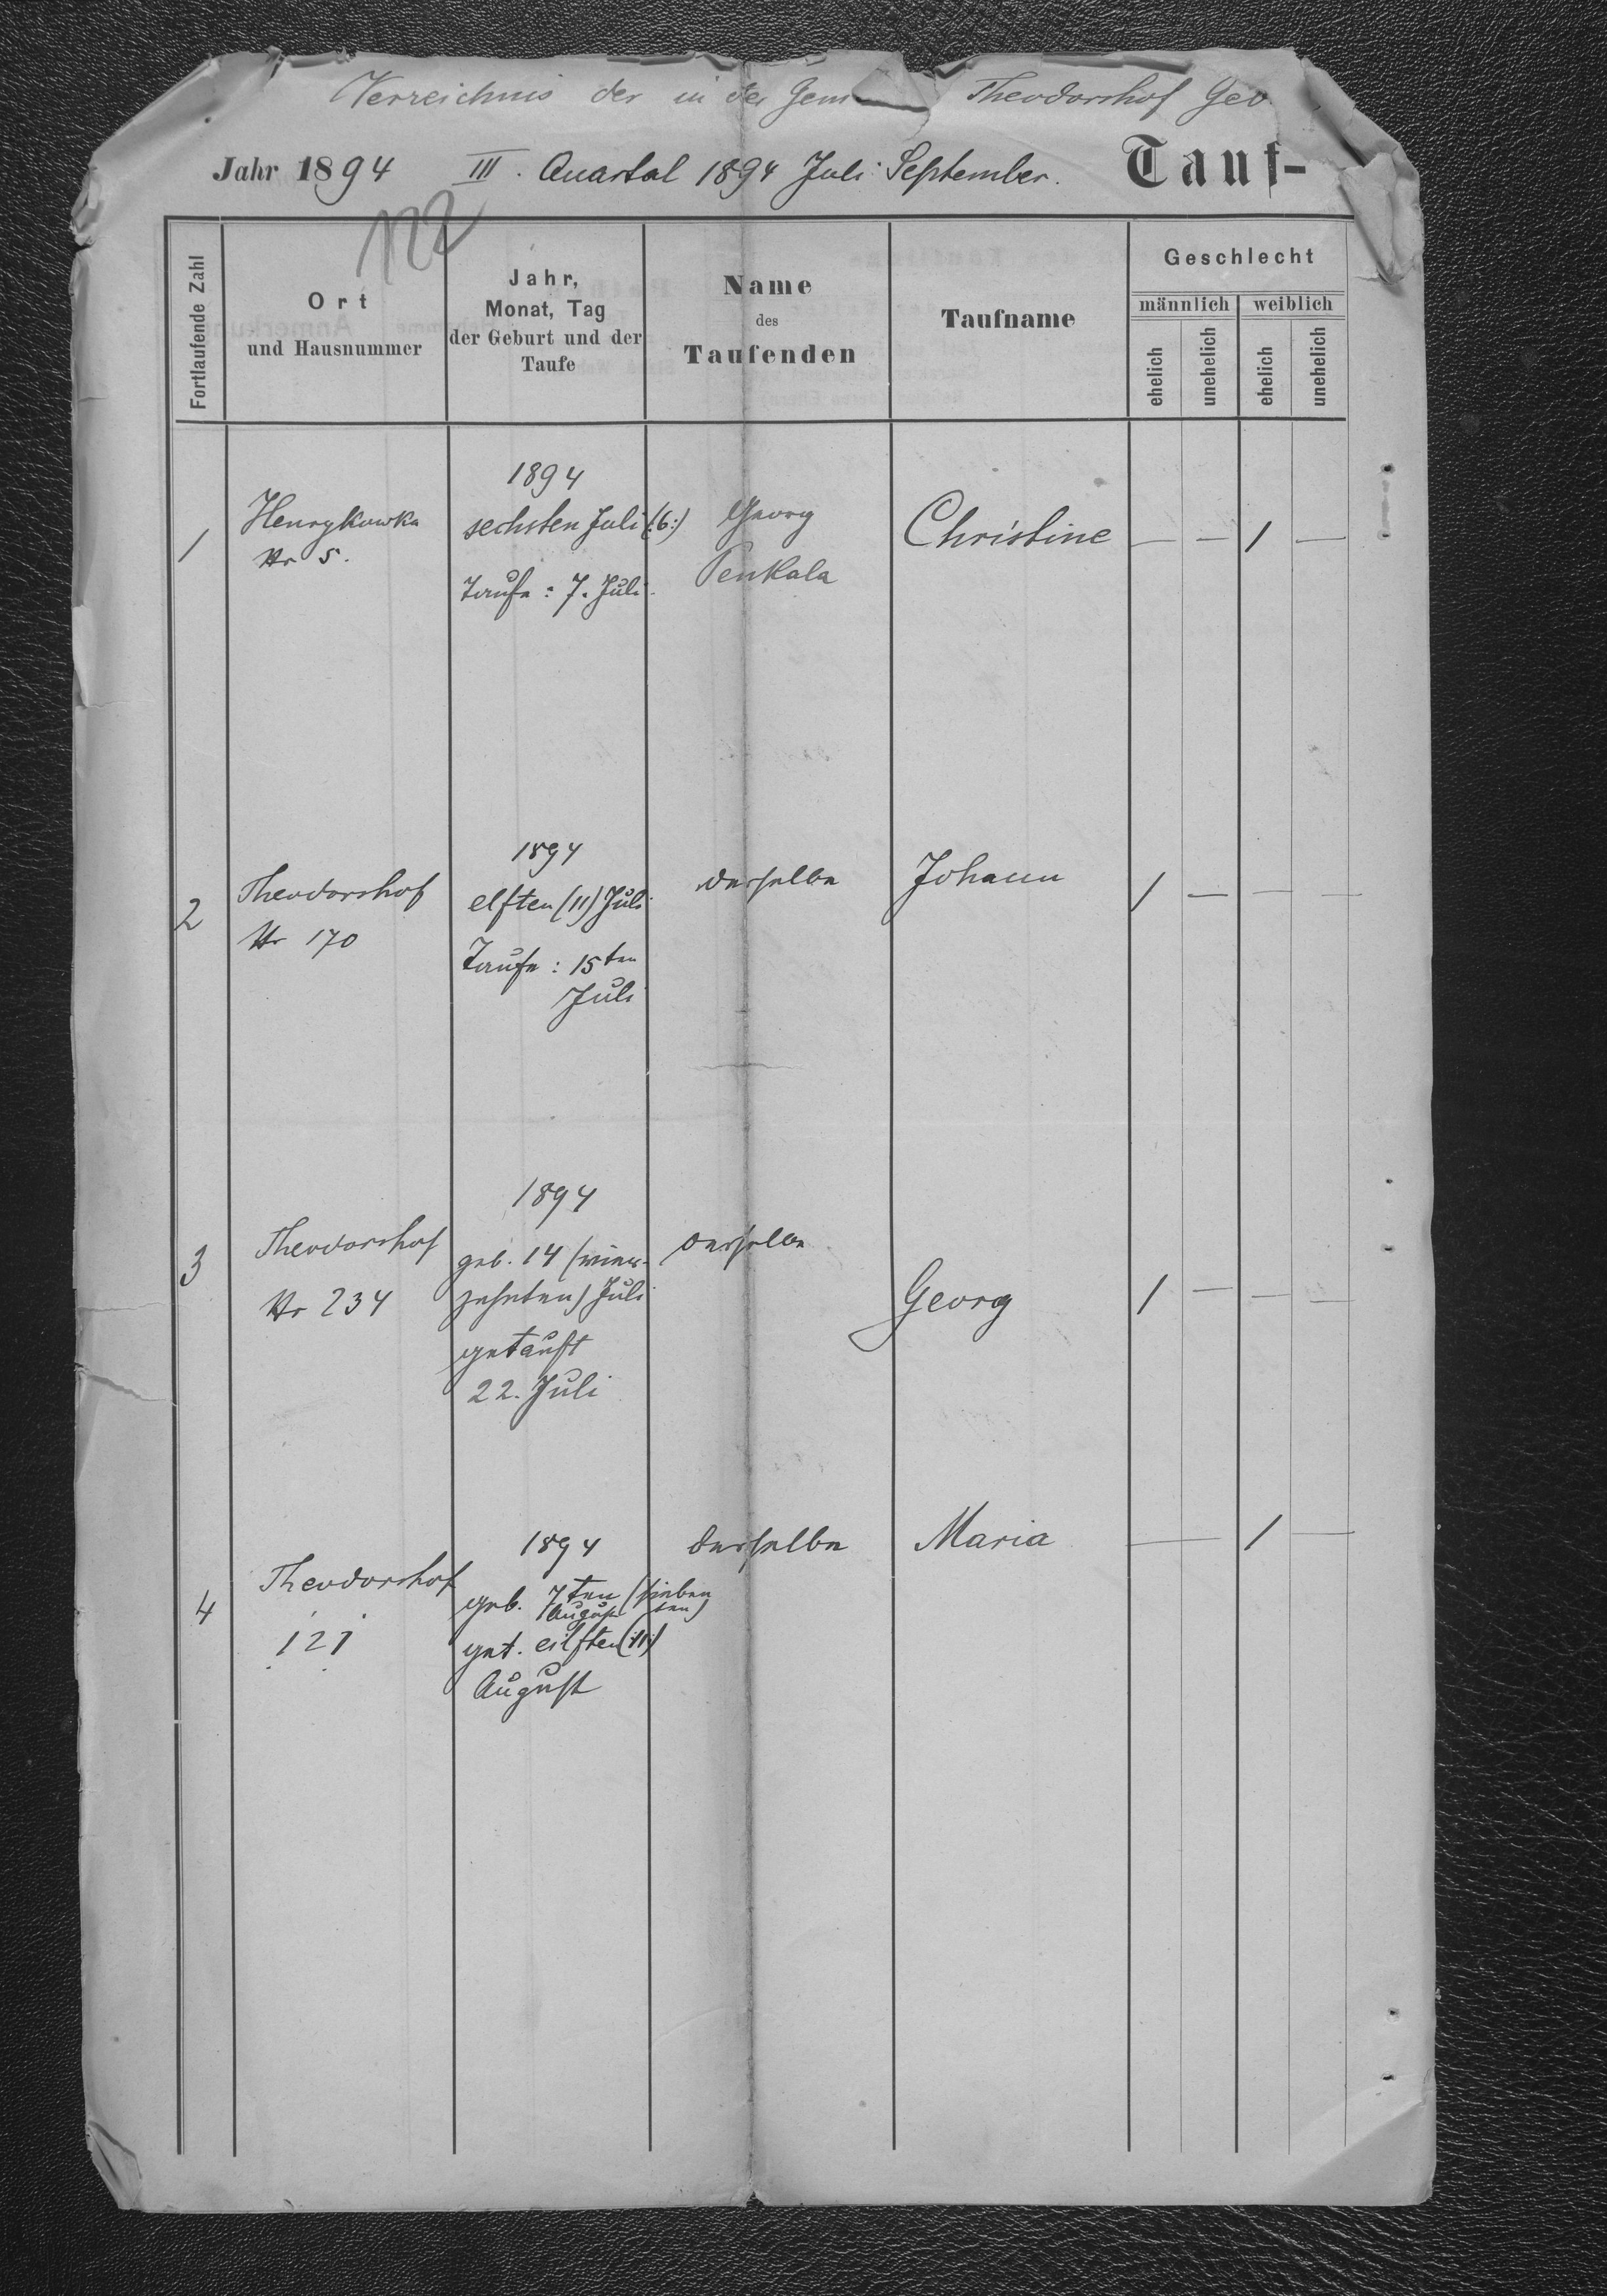 Verzeichnis der in der Gem Theodorshof Geb
Jahr 1894 III. Quartal 1894 Juli September. Tauf-
122
Fortlaufende Zahl
Ort
und Hausnummer
Jahr,
Monat, Tag
der Geburt und der
Taufe
Name
des
Taufenden
Taufname
Geschlecht
männlich weiblich
ehelich unehelich ehelich unehelich
1894
1 Henrykowka sechsten Juli (:6:) Georg Christine — — 1 —
Nr 5. Taufe: 7. Juli. Penkala
1894
2 Theodorshof elften (11) Juli derselbe Johann 1 — — —
Nr 170 Taufe: 15ten
Juli
1894
3 Theodorshof geb. 14 (vier- derselbe
Nr 234 zehnten) Juli Georg 1 — — —
getauft
22. Juli
1894 derselbe Maria — 1 —
4 Theodorshof geb. 7ten (sieben
August ten)
121 get. eilften (:11:)
August